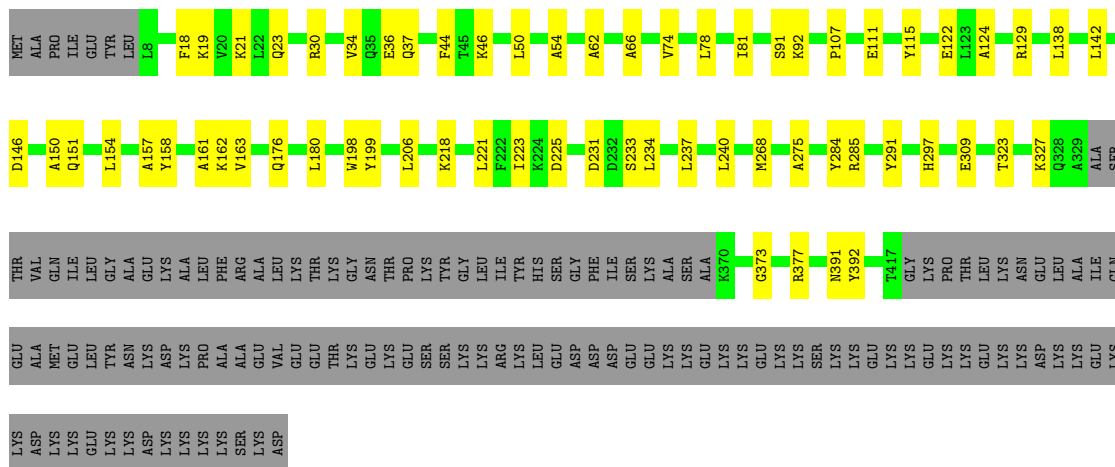 MET ALA PRO ILE GLU TYR LEU L8 F18 K19 V20 K21 L22 Q23 R30 V34 Q35 E36 Q37 F44 T45 K46 L50 A54 A62 A66 V74 L78 I81 S91 K92 P107 E111 Y115 E122 L123 A124 R129 L138 L142
D146 A150 Q151 L154 A157 Y158 A161 K162 V163 Q176 L180 W198 Y199 L206 K218 L221 F222 I223 K224 D225 D231 D232 S233 L234 L237 L240 M268 A275 Y284 R285 Y291 H297 E309 T323 K327 Q328 A329 ALA SER
THR VAL GLN ILE LEU GLY ALA GLU LYS ALA LEU PHE ARG ALA LEU LYS THR LYS GLY ASN THR PRO LYS TYR GLY LEU ILE TYR HIS SER GLY PHE ILE SER LYS ALA SER ALA K370 G373 R377 N391 Y392 T417 GLY LYS PRO THR LEU LYS ASN GLU LEU ALA ILE GLN
GLU ALA MET GLU LEU TYR ASN LYS ASP LYS PRO ALA ALA GLU VAL GLU GLU THR LYS GLU LYS GLU SER SER LYS LYS ARG LYS LEU GLU ASP ASP ASP GLU GLU LYS LYS GLU LYS LYS GLU LYS LYS SER LYS LYS GLU LYS LYS GLU LYS LYS GLU LYS LYS ASP LYS LYS GLU LYS
LYS ASP LYS LYS GLU LYS LYS ASP LYS LYS LYS SER LYS ASP